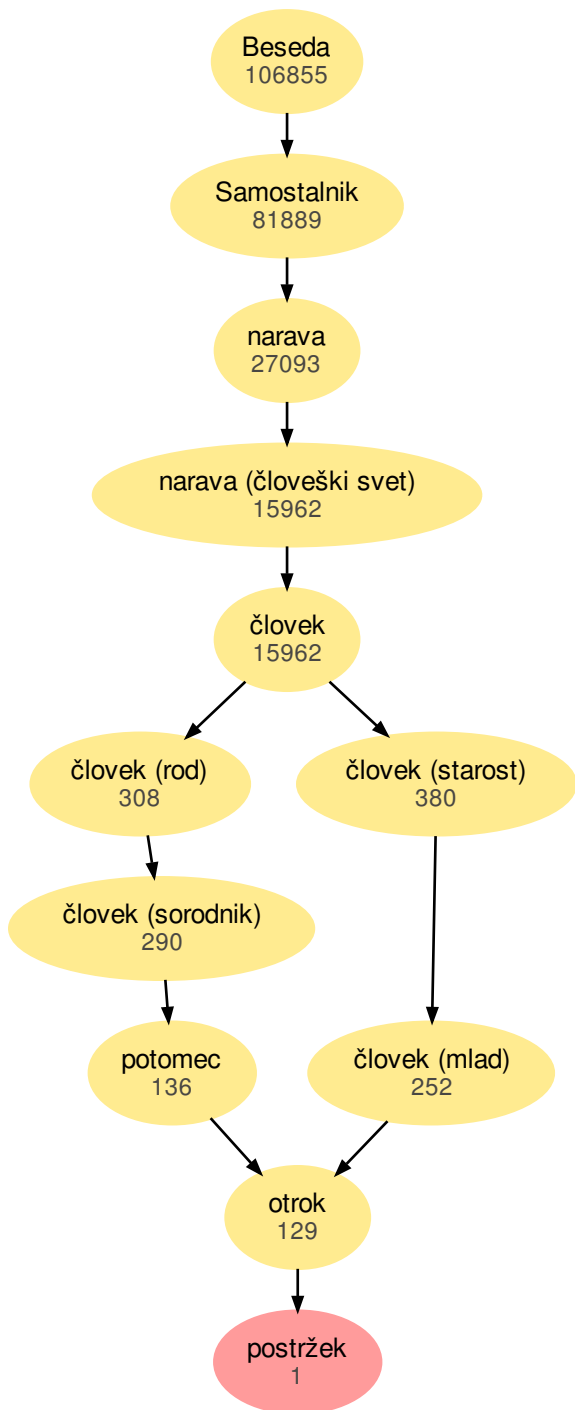 Beseda
106855
Samostalnik
81889
narava
27093
narava (človeški svet)
15962
človek
15962
človek (rod)
308
človek (starost)
380
človek (sorodnik)
290
potomec
136
človek (mlad)
252
otrok
129
postržek
1